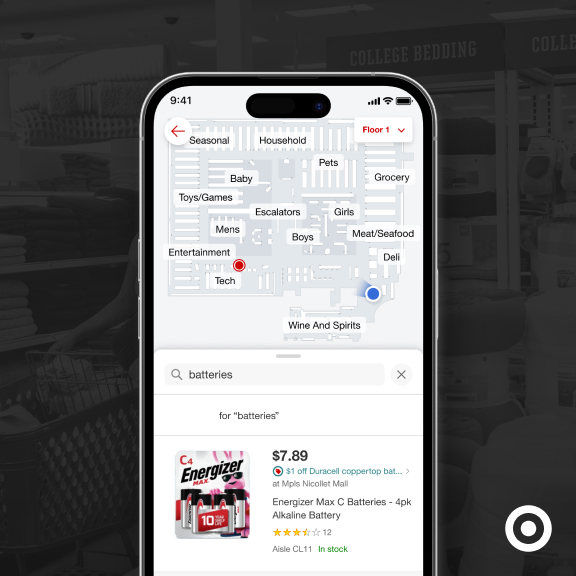 COLLEGE BEDDING
COLLE
9:41
Floor 1
Seasonal
Household
Pets
Baby
Grocery
Toys/Games
Escalators
Girls
Mens
Boys
Meat/Seafood
Entertainment
Deli
Tech
Wine And Spirits
batteries
for “batteries”
C4
Energizer
MAX
10
$7.89
$1 off Duracell coppertop bat...
at Mpls Nicollet Mall
Energizer Max C Batteries - 4pk
Alkaline Battery
12
Aisle CL11 In stock